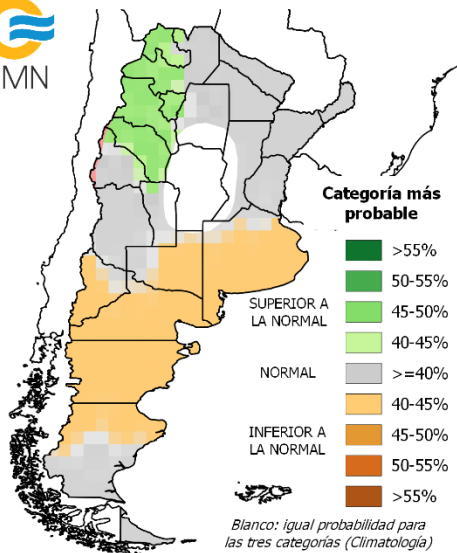 MN
Categoría más
probable
>55%
50-55%
SUPERIOR A
LA NORMAL
45-50%
40-45%
NORMAL
>=40%
40-45%
INFERIOR A
LA NORMAL
45-50%
50-55%
>55%
Blanco: igual probabilidad para
las tres categorías (Climatología)